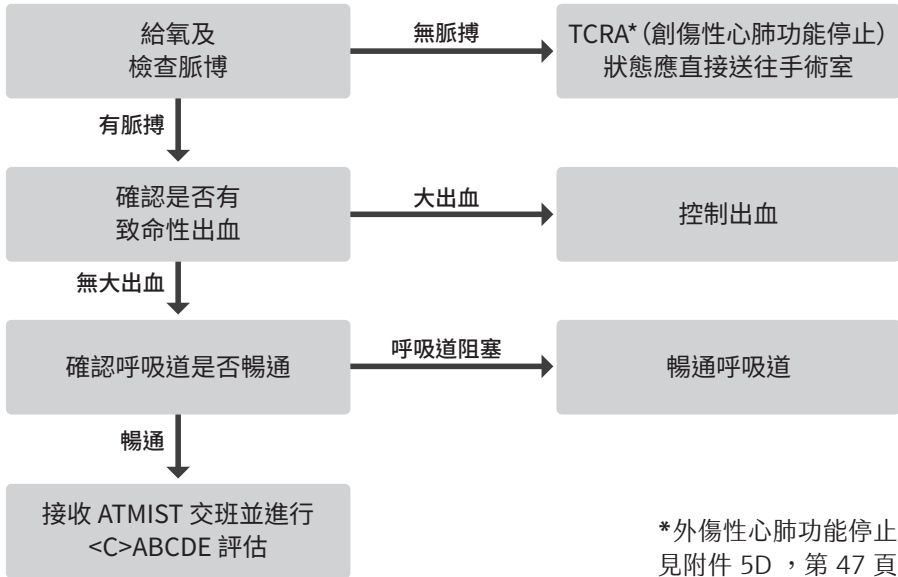 給氧及
檢查脈博
無脈搏
TCRA*(創傷性心肺功能停止)
狀態應直接送往手術室
有脈搏
確認是否有
致命性出血
大出血
控制出血
無大出血
確認呼吸道是否暢通
呼吸道阻塞
暢通呼吸道
暢通
接收 ATMIST 交班並進行
<C>ABCDE 評估
*外傷性心肺功能停止
見附件 5D ，第 47 頁